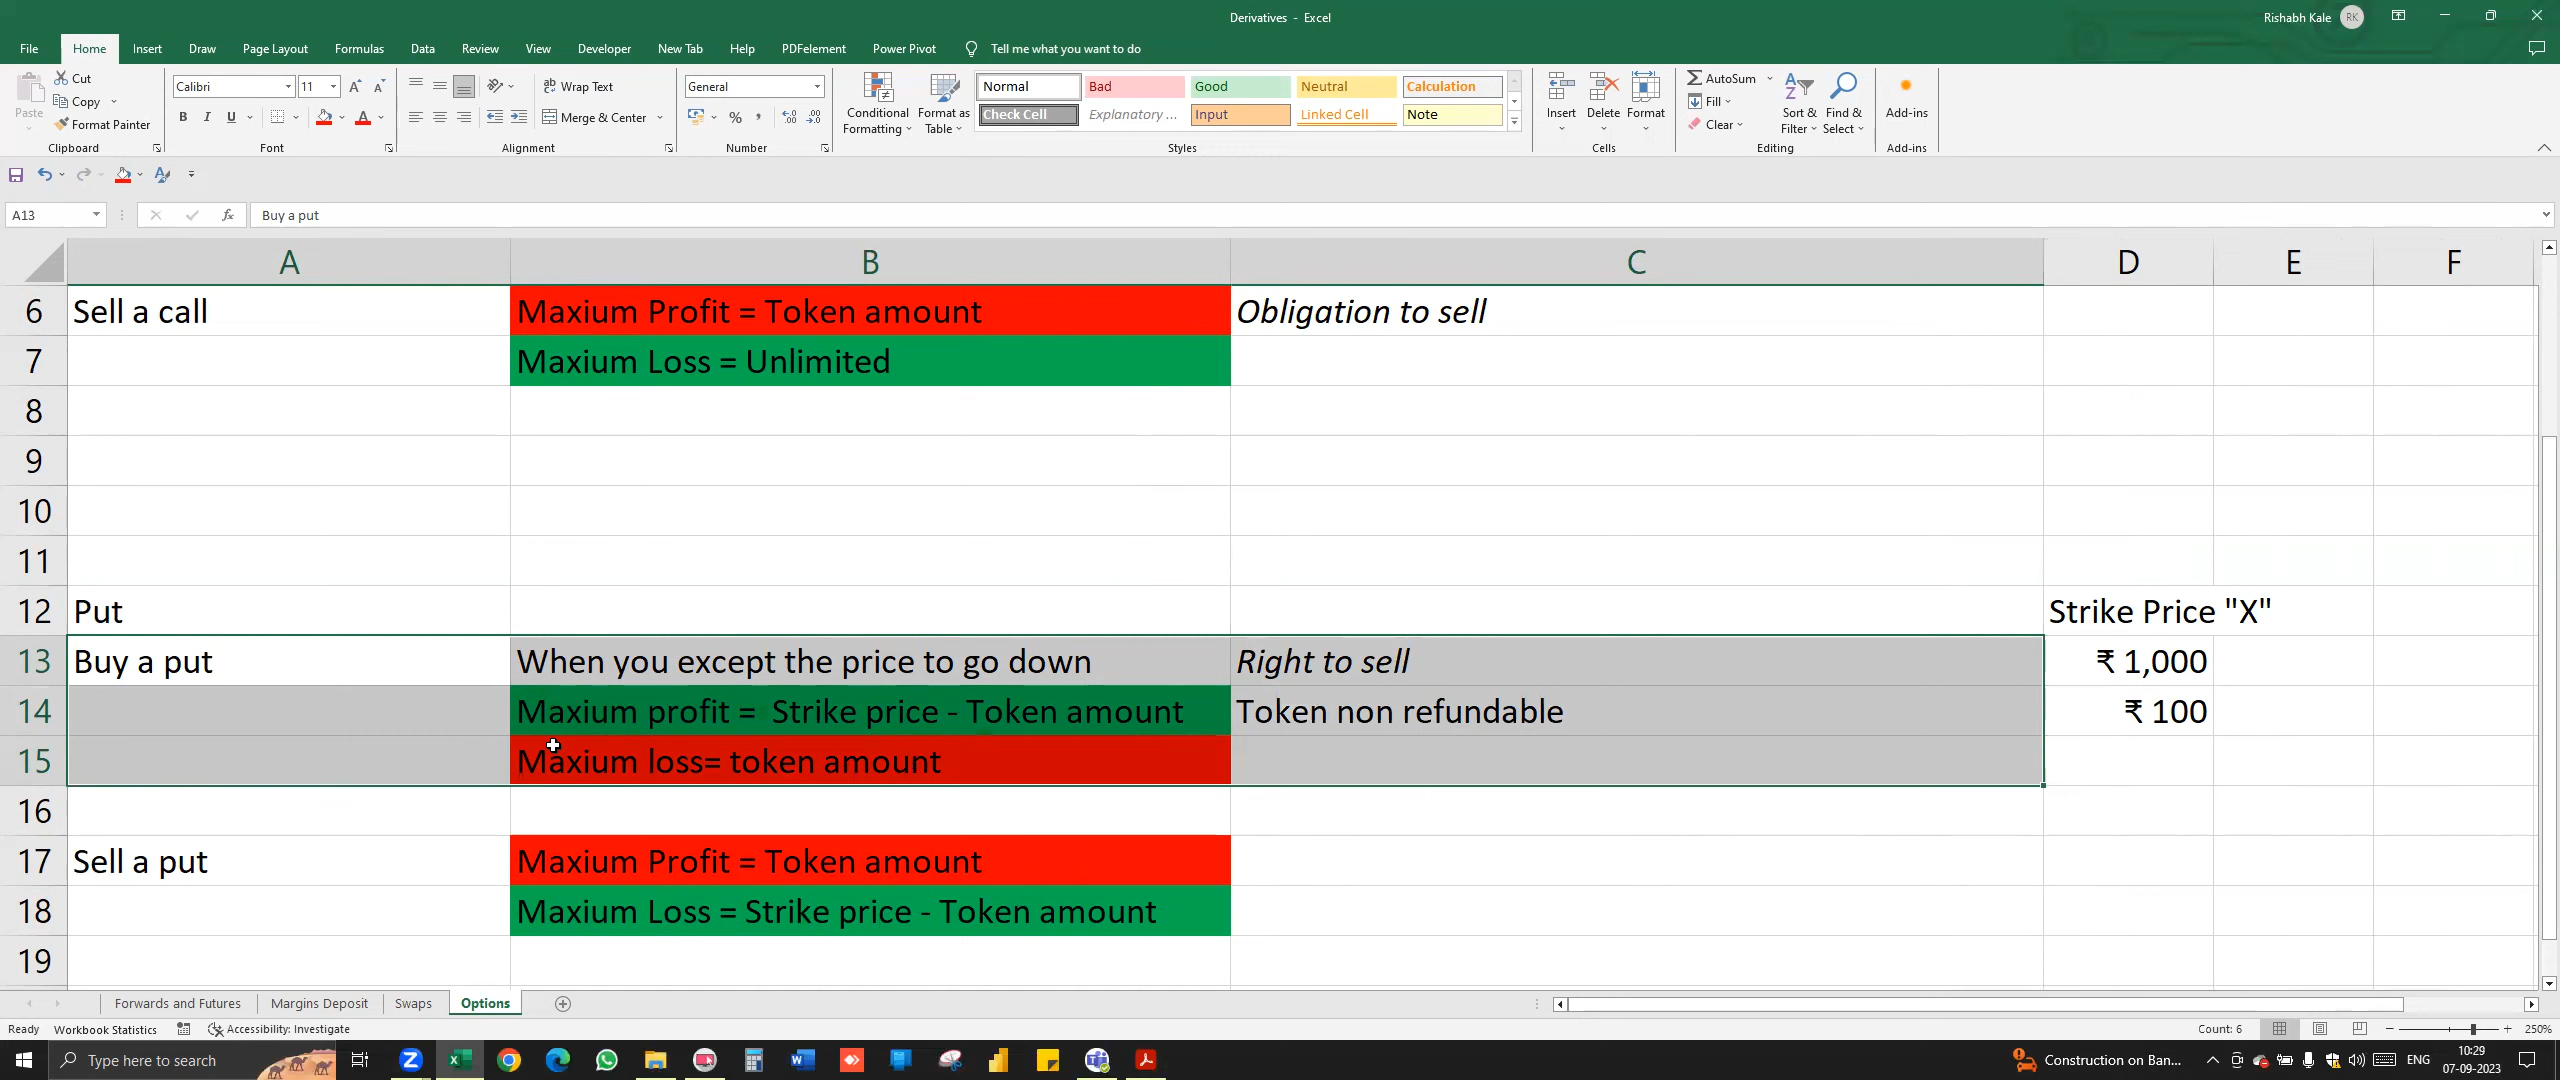 Derivatives - Excel
Rishabh Kale RK
File Home Insert Draw Page Layout Formulas Data Review View Developer New Tab Help PDFelement Power Pivot Tell me what you want to do
Paste Cut Copy Format Painter
Calibri 11
B I U
Wrap Text
Merge & Center
General
Conditional Formatting Format as Table
Normal Bad Good Neutral Calculation
Check Cell Explanatory ... Input Linked Cell Note
Insert Delete Format
AutoSum Fill Clear
Sort & Filter Find & Select
Add-ins
Clipboard Font Alignment Number Styles Cells Editing Add-ins
A13 fx Buy a put
A B C D E F
6 Sell a call Maxium Profit = Token amount Obligation to sell
7 Maxium Loss = Unlimited
8
9
10
11
12 Put Strike Price "X"
13 Buy a put When you except the price to go down Right to sell ₹ 1,000
14 Maxium profit = Strike price - Token amount Token non refundable ₹ 100
15 Maxium loss= token amount
16
17 Sell a put Maxium Profit = Token amount
18 Maxium Loss = Strike price - Token amount
19
Forwards and Futures Margins Deposit Swaps Options
Ready Workbook Statistics Accessibility: Investigate Count: 6 250%
Type here to search Construction on Ban... ENG 10:29
07-09-2023